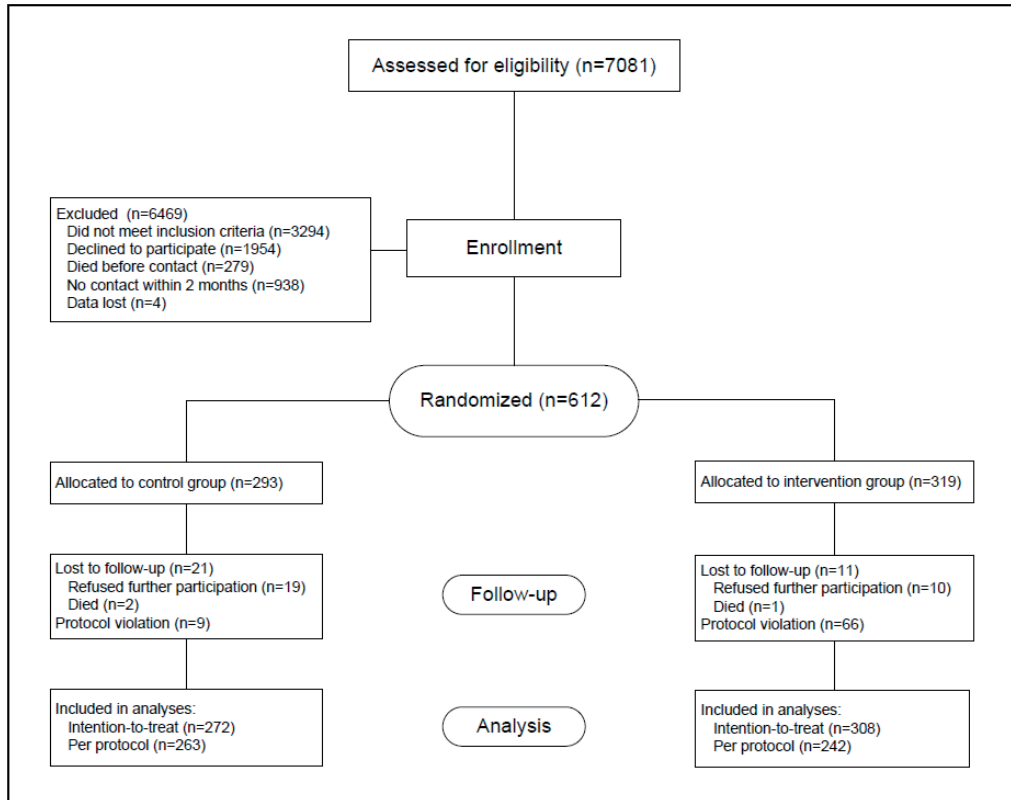 Assessed for eligibility (n=7081)
Excluded (n=6469)
Did not meet inclusion criteria (n=3294)
Declined to participate (n=1954)
Died before contact (n=279)
No contact within 2 months (n=938)
Data lost (n=4)
Enrollment
Randomized (n=612)
Allocated to control group (n=293)
Allocated to intervention group (n=319)
Lost to follow-up (n=21)
Refused further participation (n=19)
Died (n=2)
Protocol violation (n=9)
Follow-up
Lost to follow-up (n=11)
Refused further participation (n=10)
Died (n=1)
Protocol violation (n=66)
Included in analyses:
Intention-to-treat (n=272)
Per protocol (n=263)
Analysis
Included in analyses:
Intention-to-treat (n=308)
Per protocol (n=242)